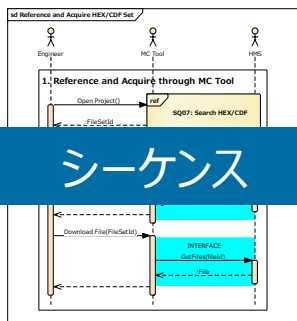 sd Reference and Acquire HEX/CDF Set
Engineer
MC Tool
HMS
1. Reference and Acquire through MC Tool
Open Project()
ref
SQ07: Search HEX/CDF
:FileSetId
シーケンス
Download File(FileSetId)
INTERFACE
GetFiles(fileId)
:File